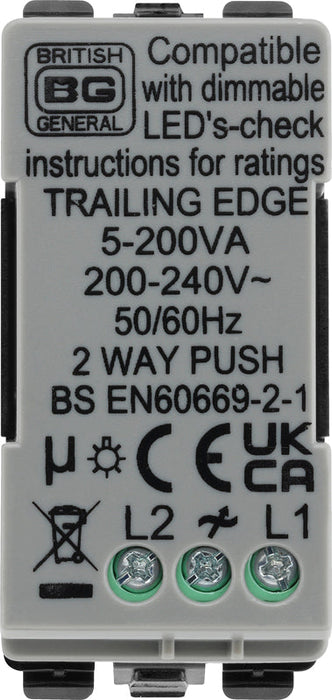 BRITISH
BG
GENERAL
Compatible
with dimmable
LED's-check
instructions for ratings
TRAILING EDGE
5-200VA
200-240V~
50/60Hz
2 WAY PUSH
BS EN60669-2-1
µ CE UK
CA
L2 L1